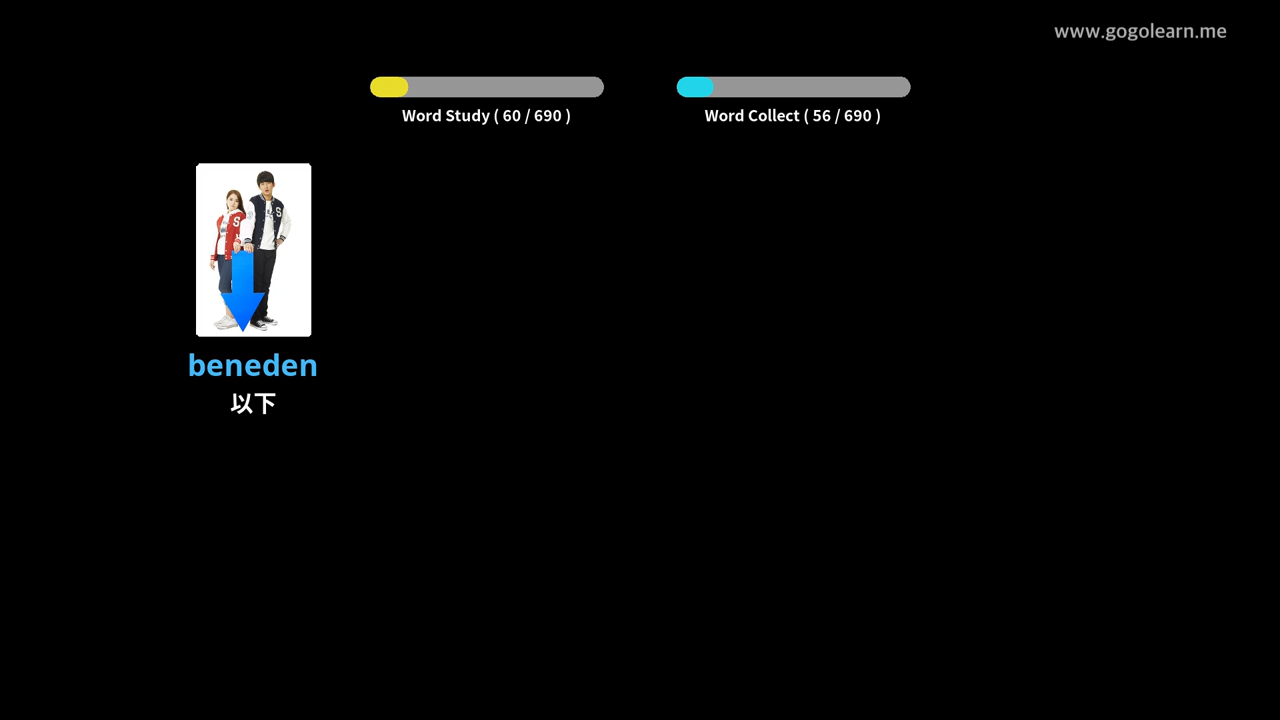 www.gogolearn.me
Word Study ( 60 / 690 )
Word Collect ( 56 / 690 )
S
S
beneden
以下